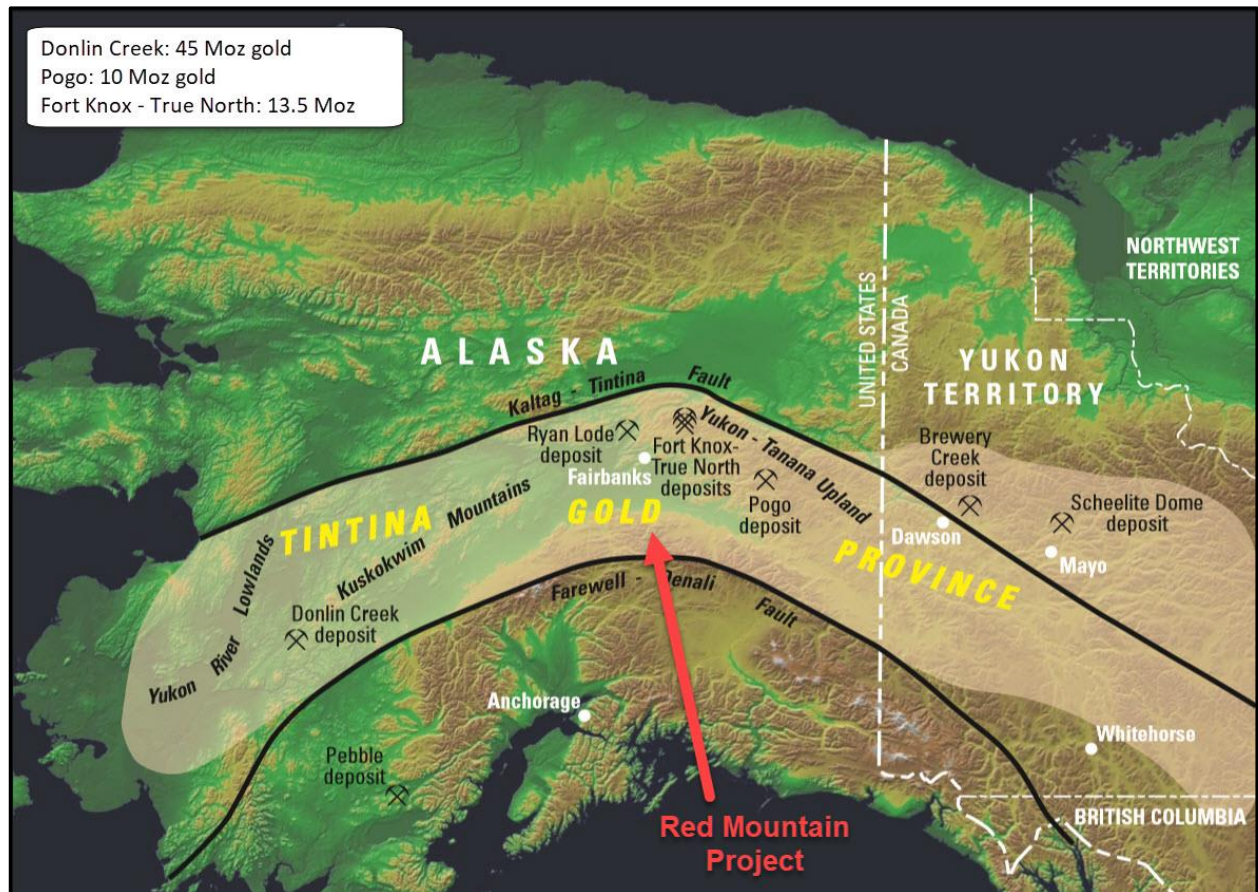 Donlin Creek: 45 Moz gold
Pogo: 10 Moz gold
Fort Knox - True North: 13.5 Moz
NORTHWEST
TERRITORIES
UNITED STATES
CANADA
ALASKA
YUKON
TERRITORY
Kaltag - Tintina Fault
Ryan Lode
deposit
Fort Knox-
True North
deposits
Yukon - Tanana Upland
Fairbanks
Pogo
deposit
Brewery
Creek
deposit
Scheelite Dome
deposit
Dawson
Mayo
TINTINA GOLD PROVINCE
Yukon River Lowlands
Kuskokwim Mountains
Donlin Creek
deposit
Farewell - Denali Fault
Anchorage
Whitehorse
Pebble
deposit
BRITISH COLUMBIA
Red Mountain
Project